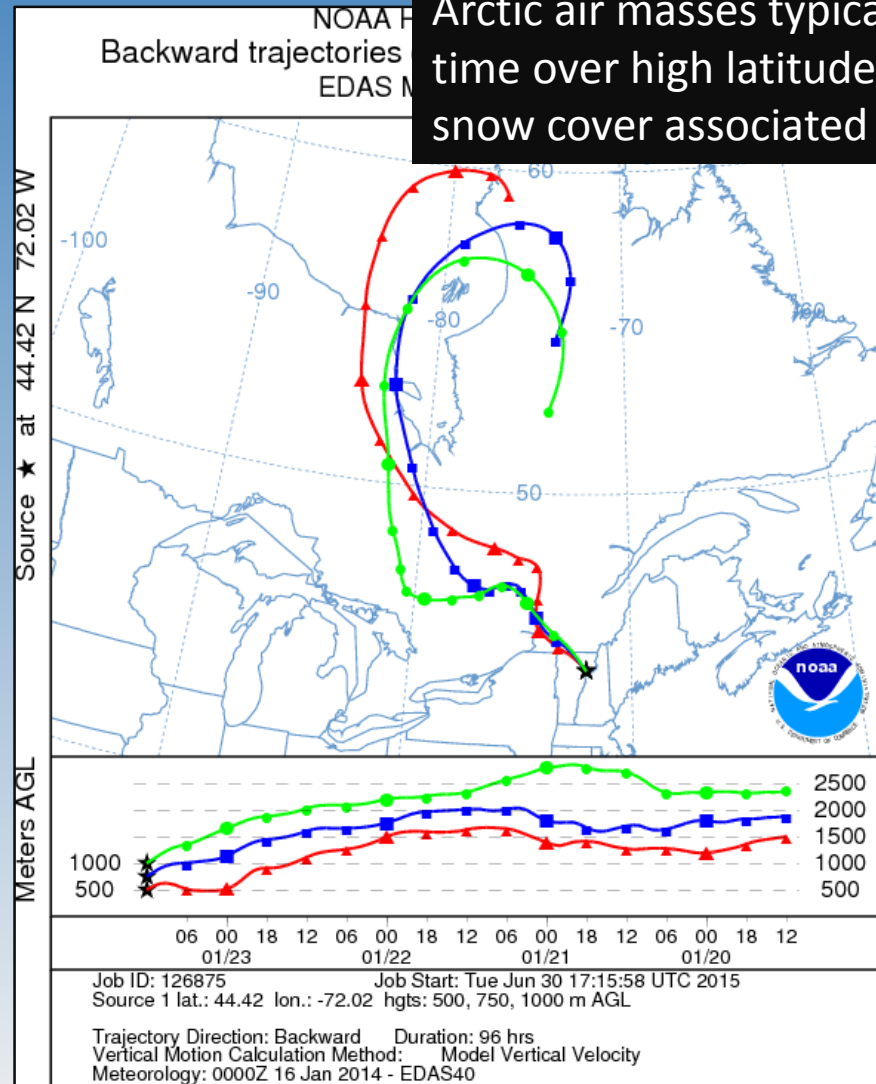 Arctic air masses
time over high latitude
snow cover associated
NOAA
Backward trajectories
EDAS
Source ★ at 44.42 N 72.02 W
60
-100
-90
-80
-70
60
50
noaa
Meters AGL
2500
2000
1500
1000 1000
500 500
06 00 18 12 06 00 18 12 06 00 18 12 06 00 18 12
01/23 01/22 01/21 01/20
Job ID: 126875 Job Start: Tue Jun 30 17:15:58 UTC 2015
Source 1 lat.: 44.42 lon.: -72.02 hgts: 500, 750, 1000 m AGL
Trajectory Direction: Backward Duration: 96 hrs
Vertical Motion Calculation Method: Model Vertical Velocity
Meteorology: 0000Z 16 Jan 2014 - EDAS40